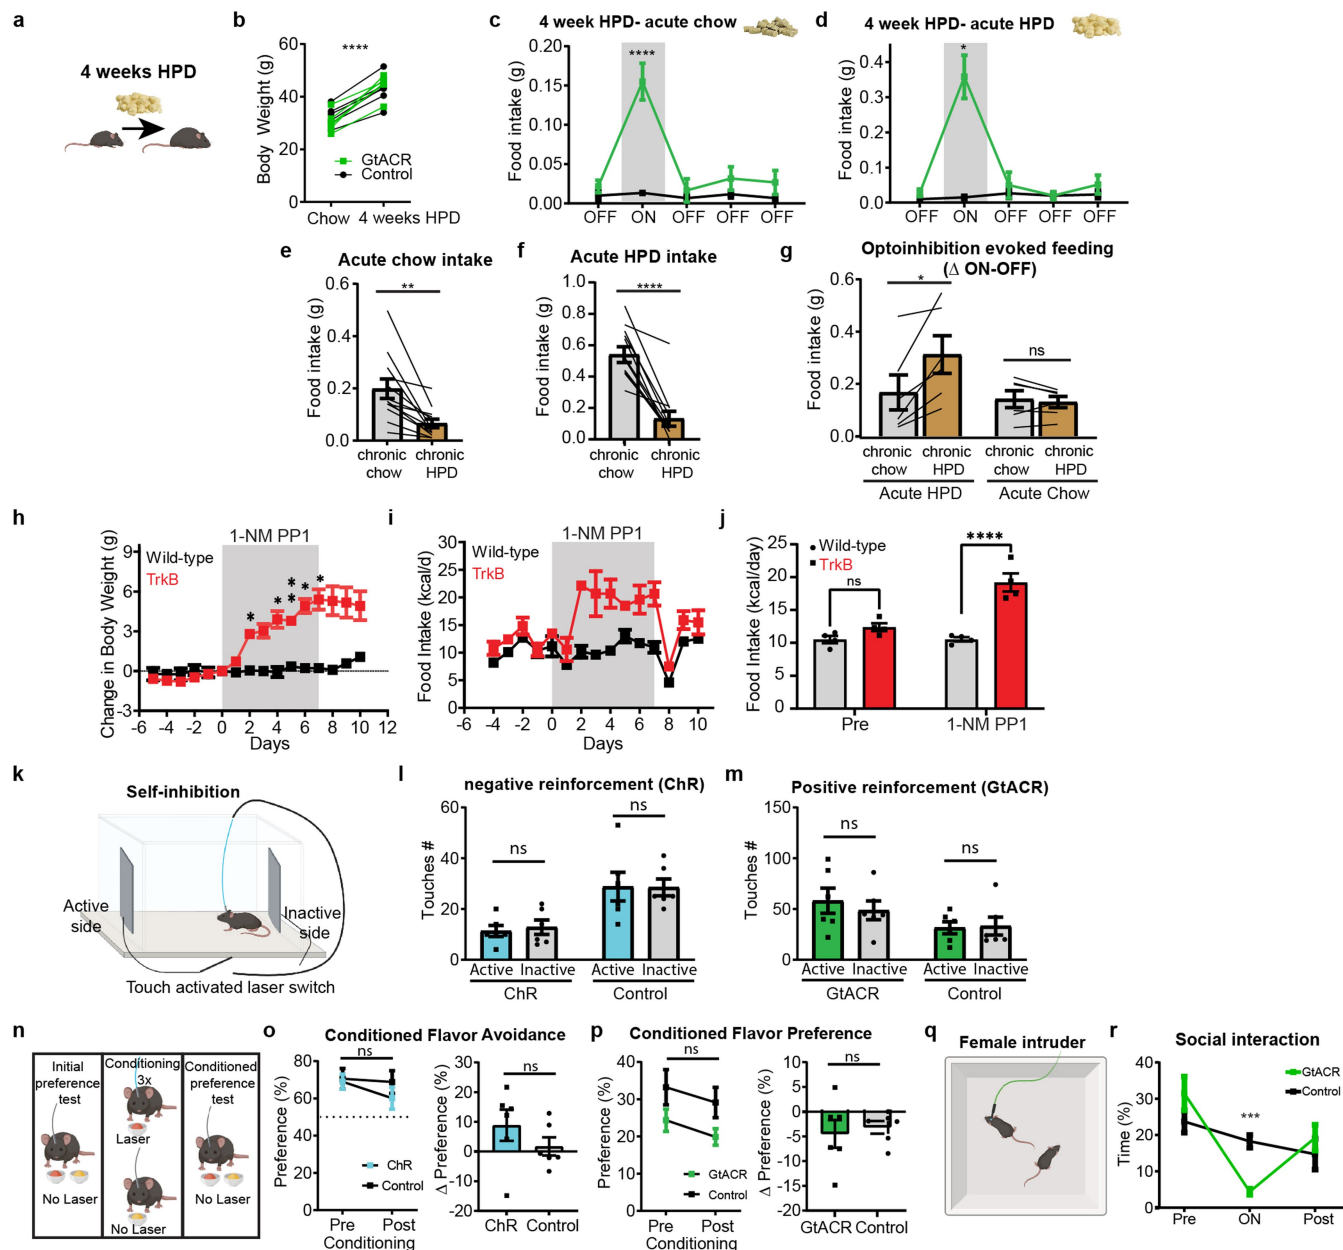 a
4 weeks HPD
b
****
Body Weight (g)
60
40
20
0
GtACR
Control
Chow 4 weeks HPD
c
4 week HPD- acute chow
****
Food intake (g)
0.20
0.15
0.10
0.05
0.00
OFF ON OFF OFF OFF
d
4 week HPD- acute HPD
*
Food intake (g)
0.4
0.3
0.2
0.1
0.0
OFF ON OFF OFF OFF
e
Acute chow intake
**
Food intake (g)
0.6
0.4
0.2
0.0
chronic chronic
chow HPD
f
Acute HPD intake
****
Food intake (g)
1.0
0.8
0.6
0.4
0.2
0.0
chronic chronic
chow HPD
g
Optoinhibition evoked feeding
(Δ ON-OFF)
*
ns
Food intake (g)
0.6
0.4
0.2
0.0
chronic chronic chronic chronic
chow HPD chow HPD
Acute HPD Acute Chow
h
1-NM PP1
Wild-type
TrkB
* * * * * *
Change in Body Weight (g)
9
6
3
0
-3
-6 -4 -2 0 2 4 6 8 10 12
Days
i
1-NM PP1
Wild-type
TrkB
Food Intake (kcal/d)
30
25
20
15
10
5
0
-6 -4 -2 0 2 4 6 8 10
Days
j
Wild-type
TrkB
ns
****
Food Intake (kcal/day)
25
20
15
10
5
0
Pre 1-NM PP1
k
Self-inhibition
Active
side
Inactive
side
Touch activated laser switch
l
negative reinforcement (ChR)
ns
ns
Touches #
60
40
20
0
Active Inactive Active Inactive
ChR Control
m
Positive reinforcement (GtACR)
ns
ns
Touches #
150
100
50
0
Active Inactive Active Inactive
GtACR Control
n
Initial
preference
test
No Laser
Conditioning
3x
Laser
No Laser
Conditioned
preference
test
No Laser
o
Conditioned Flavor Avoidance
ns
Preference (%)
80
60
40
20
0
ChR
Control
Pre Post
Conditioning
ns
Δ Preference (%)
30
20
10
0
-10
-20
ChR Control
p
Conditioned Flavor Preference
ns
Preference (%)
40
30
20
10
0
GtACR
Control
Pre Post
Conditioning
ns
Δ Preference (%)
10
5
0
-5
-10
-15
-20
GtACR Control
q
Female intruder
r
Social interaction
GtACR
Control
***
Time (%)
40
30
20
10
0
Pre ON Post